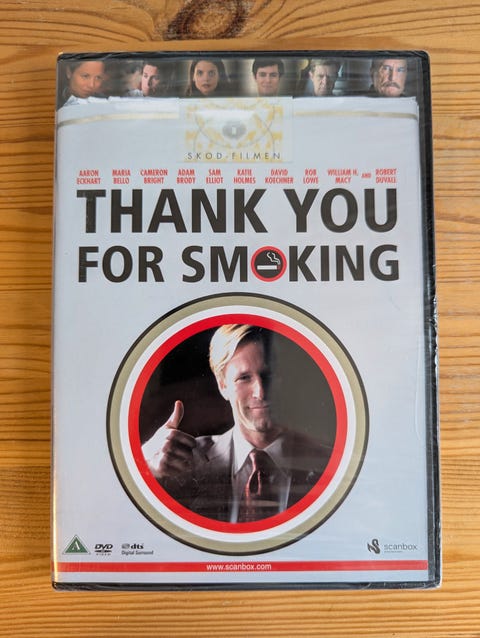 SKOD-FILMEN
AARON ECKHART MARIA BELLO CAMERON BRIGHT ADAM BRODY SAM ELLIOT KATIE HOLMES DAVID KOECHNER ROB LOWE WILLIAM H. MACY AND ROBERT DUVALL
THANK YOU
FOR SMOKING
A DVD VIDEO dts Digital Surround scanbox
www.scanbox.com